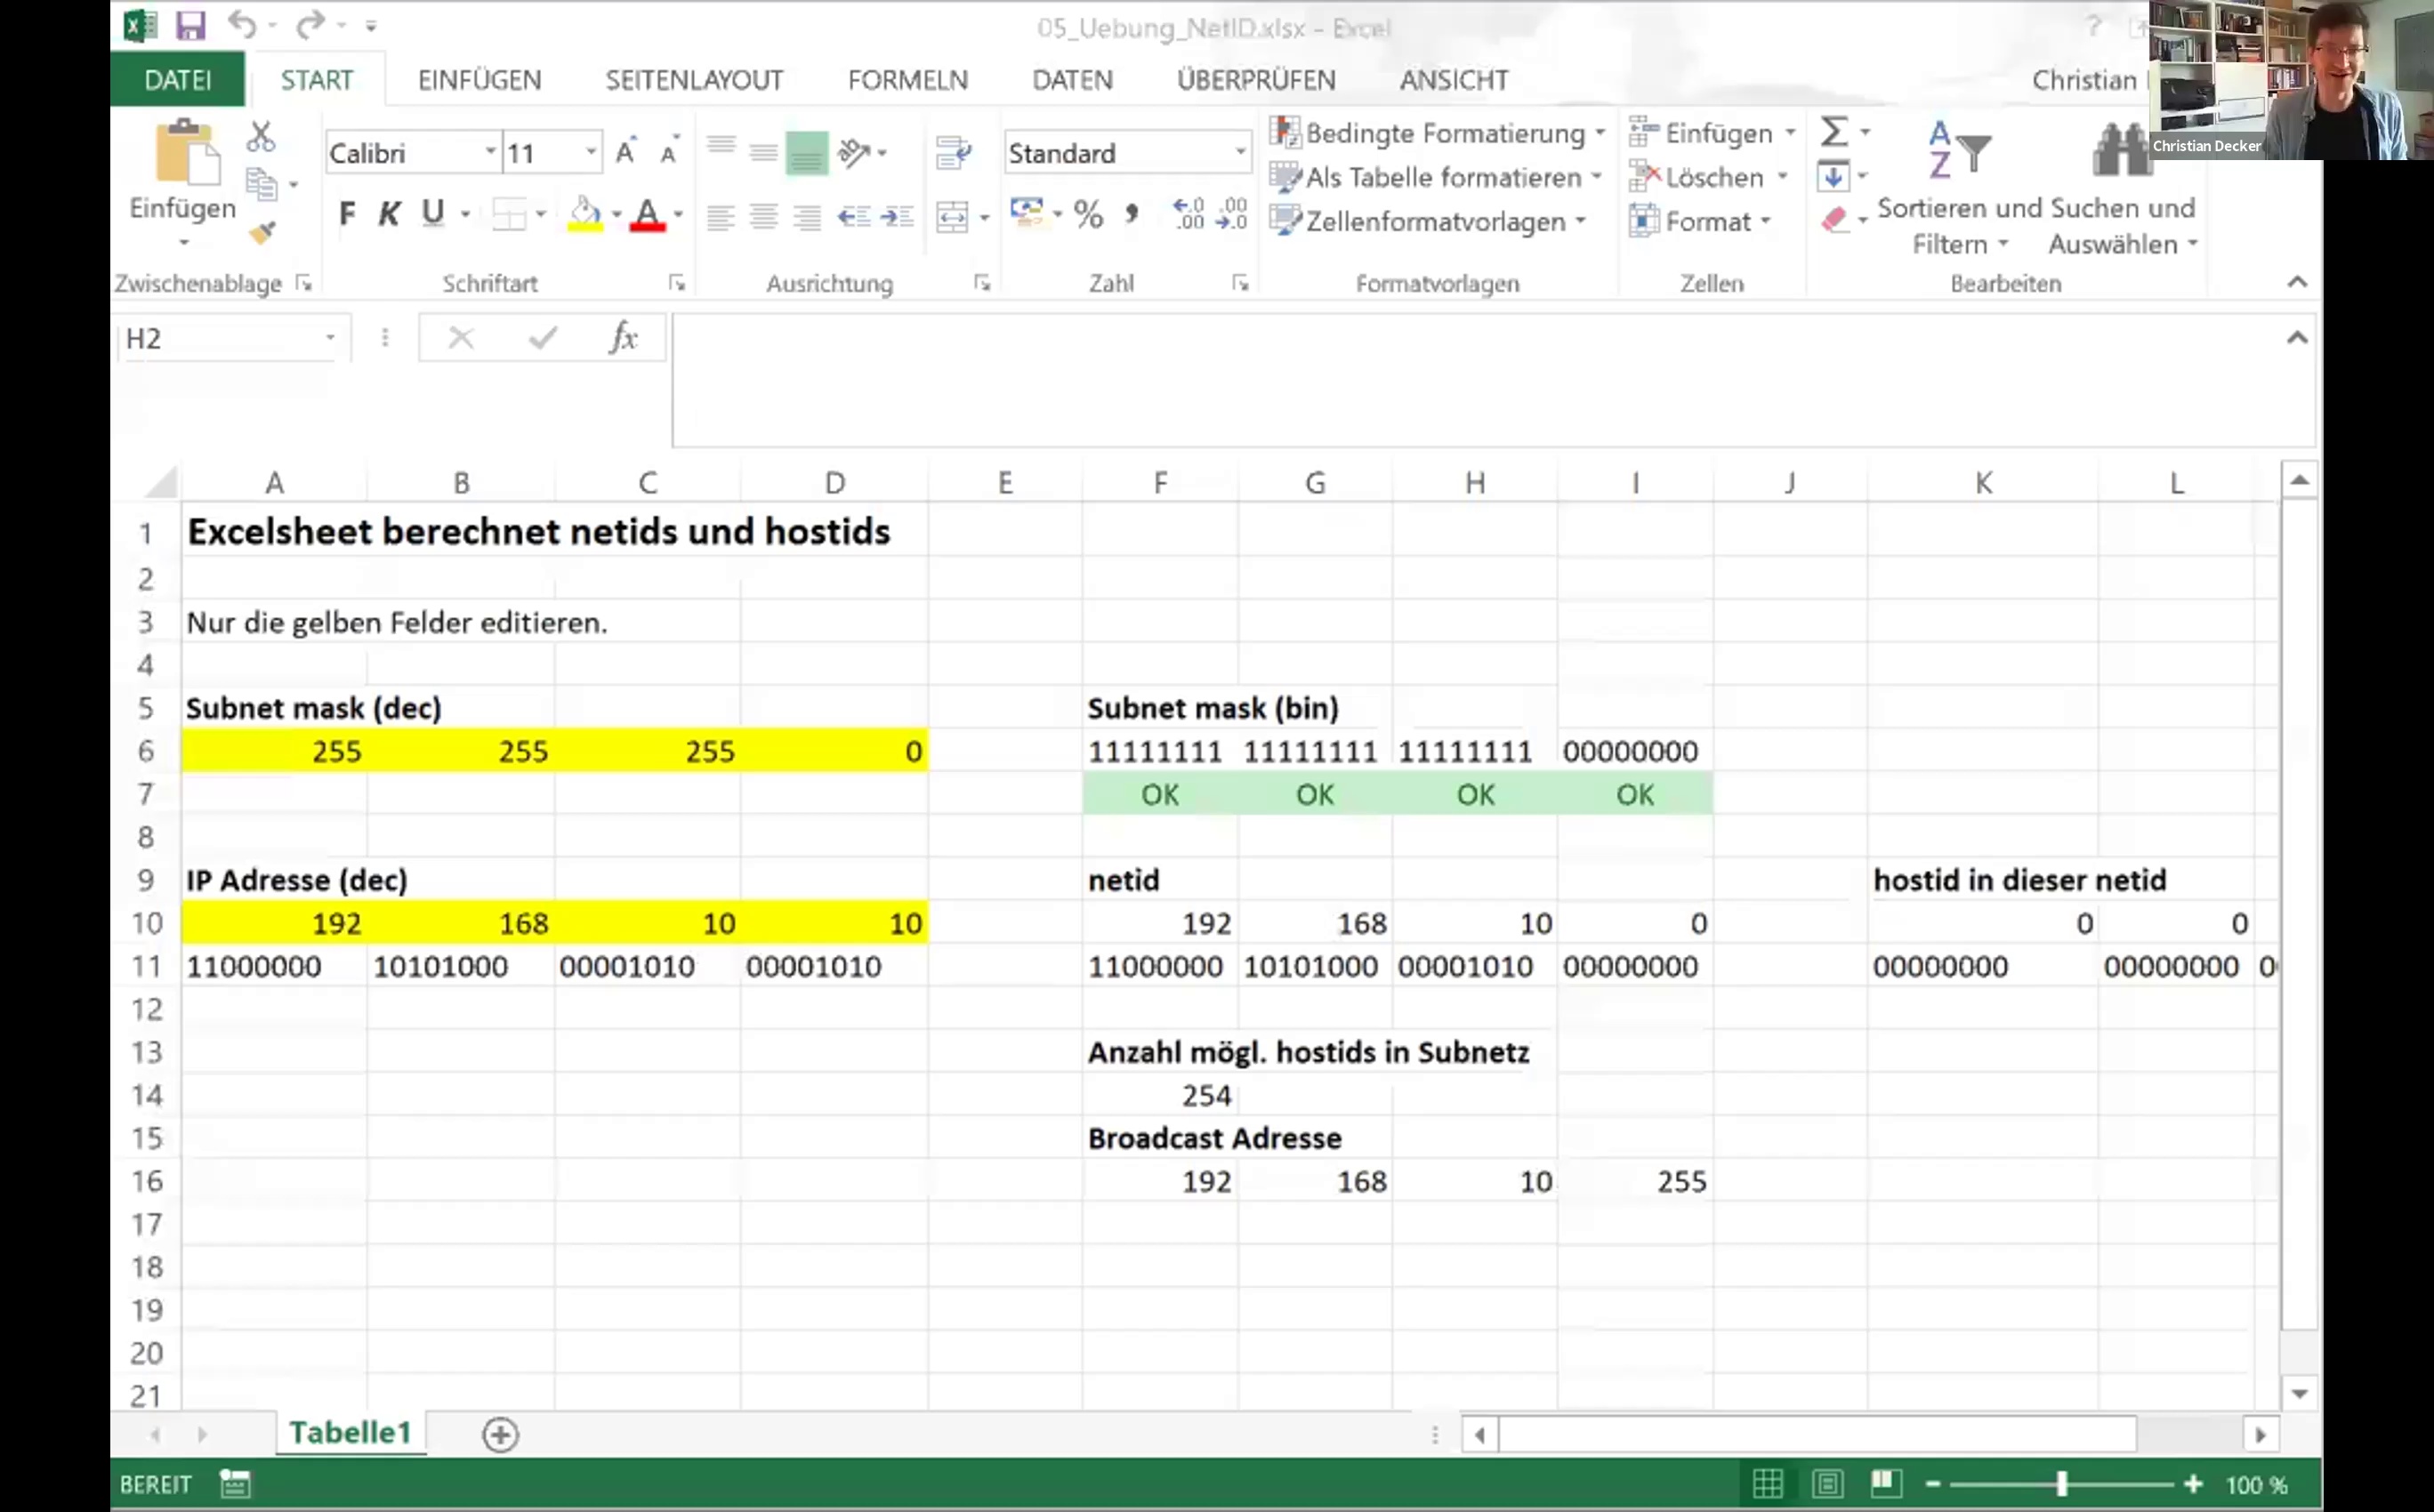 05_Uebung_NetID.xlsx - Excel
DATEI START EINFÜGEN SEITENLAYOUT FORMELN DATEN ÜBERPRÜFEN ANSICHT Christian
Christian Decker
Calibri 11 Standard Bedingte Formatierung Einfügen
Als Tabelle formatieren Löschen
Einfügen F K U % Zellenformatvorlagen Format Sortieren und Filtern Suchen und Auswählen
Zwischenablage Schriftart Ausrichtung Zahl Formatvorlagen Zellen Bearbeiten
H2 fx
A B C D E F G H I J K L
1 Excelsheet berechnet netids und hostids
2
3 Nur die gelben Felder editieren.
4
5 Subnet mask (dec) Subnet mask (bin)
6 255 255 255 0 11111111 11111111 11111111 00000000
7 OK OK OK OK
8
9 IP Adresse (dec) netid hostid in dieser netid
10 192 168 10 10 192 168 10 0 0 0
11 11000000 10101000 00001010 00001010 11000000 10101000 00001010 00000000 00000000 00000000
12
13 Anzahl mögl. hostids in Subnetz
14 254
15 Broadcast Adresse
16 192 168 10 255
17
18
19
20
21
Tabelle1
BEREIT 100 %